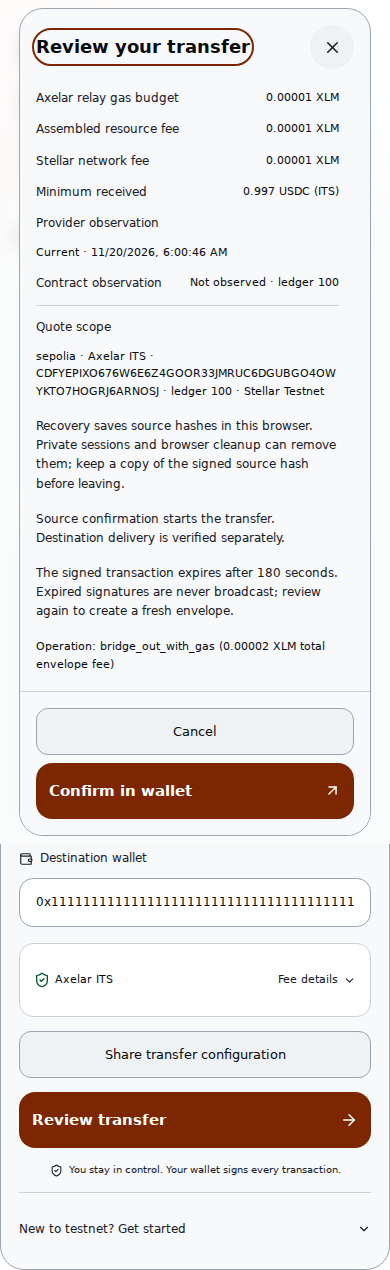 Review your transfer
Axelar relay gas budget 0.00001 XLM
Assembled resource fee 0.00001 XLM
Stellar network fee 0.00001 XLM
Minimum received 0.997 USDC (ITS)
Provider observation
Current · 11/20/2026, 6:00:46 AM
Contract observation Not observed · ledger 100
Quote scope
sepolia · Axelar ITS ·
CDFYEPIXO676W6E6Z4GOOR33JMRUC6DGUBGO4OW
YKTO7HOGRJ6ARNOSJ · ledger 100 · Stellar Testnet
Recovery saves source hashes in this browser.
Private sessions and browser cleanup can remove
them; keep a copy of the signed source hash
before leaving.
Source confirmation starts the transfer.
Destination delivery is verified separately.
The signed transaction expires after 180 seconds.
Expired signatures are never broadcast; review
again to create a fresh envelope.
Operation: bridge_out_with_gas (0.00002 XLM total
envelope fee)
Cancel
Confirm in wallet
Destination wallet
0x1111111111111111111111111111111111111111
Axelar ITS Fee details
Share transfer configuration
Review transfer
You stay in control. Your wallet signs every transaction.
New to testnet? Get started